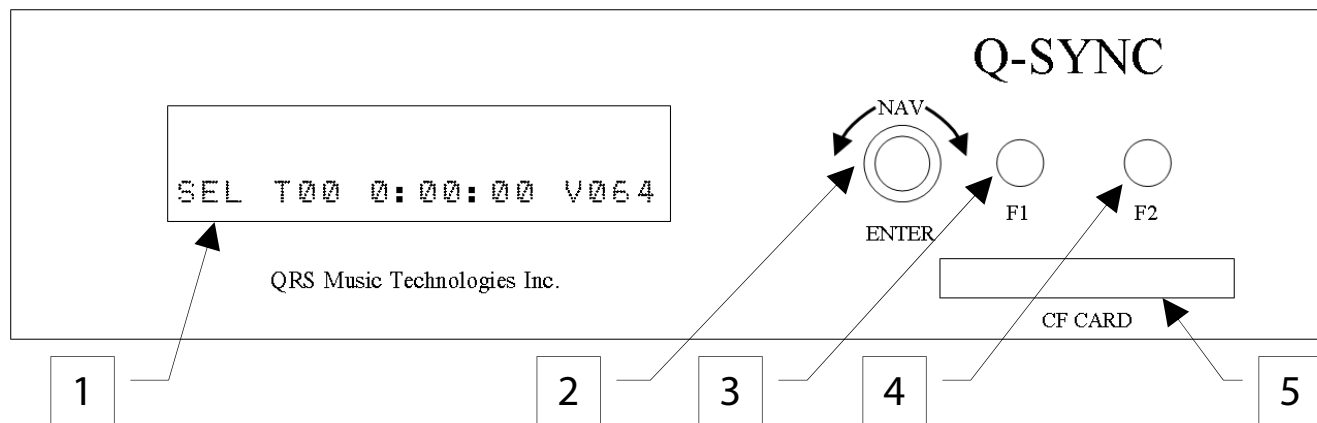 Q-SYNC
NAV
SEL T00 0:00:00 V064
F1 F2
ENTER
QRS Music Technologies Inc.
CF CARD
1 2 3 4 5